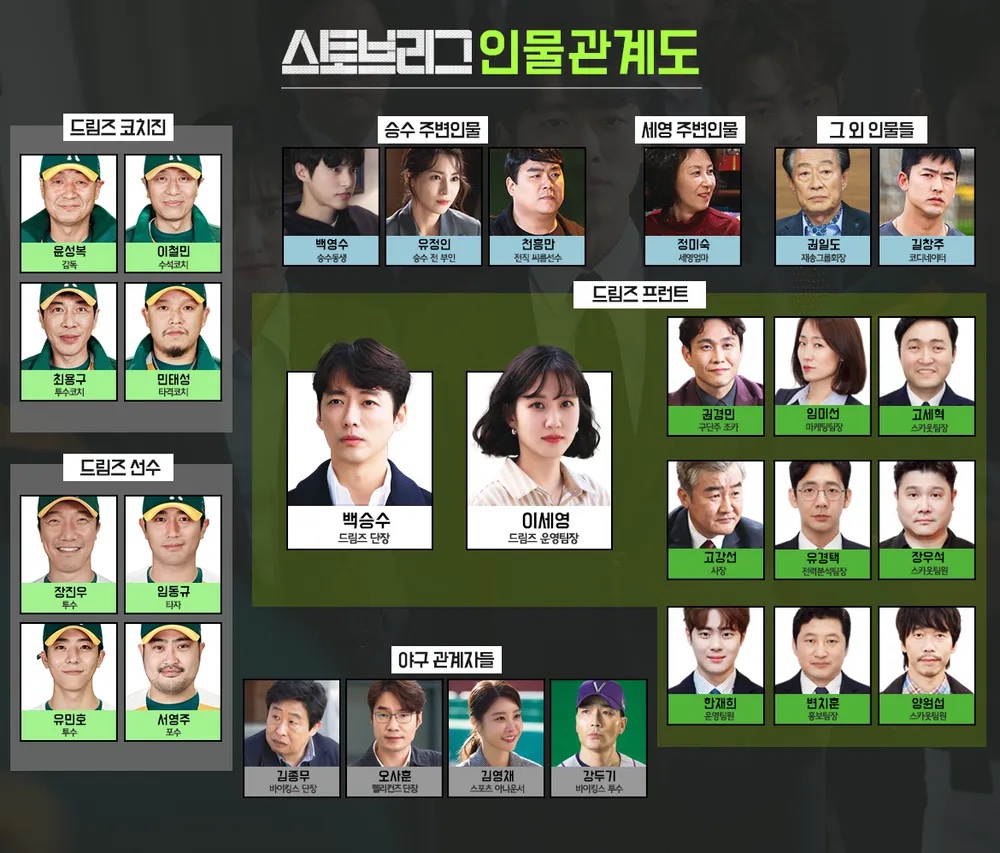 스토브리그 인물관계도
드림즈 코치진
윤성복
감독
이철민
수석코치
최용구
투수코치
민태성
타격코치
드림즈 선수
장진우
투수
임동규
타자
유민호
투수
서영주
포수
승수 주변인물
백영수
승수동생
유정인
승수 전 부인
천흥만
전직 씨름선수
세영 주변인물
정미숙
세영엄마
그 외 인물들
권일도
재송그룹회장
길창주
코디네이터
드림즈 프런트
백승수
드림즈 단장
이세영
드림즈 운영팀장
권경민
구단주 조카
임미선
마케팅팀장
고세혁
스카웃팀장
고강선
사장
유경택
전력분석팀장
장우석
스카웃팀원
한재희
운영팀원
변치훈
홍보팀장
양원섭
스카웃팀원
야구 관계자들
김종무
바이킹스 단장
오사훈
펠리컨즈 단장
김영채
스포츠 아나운서
강두기
바이킹스 투수